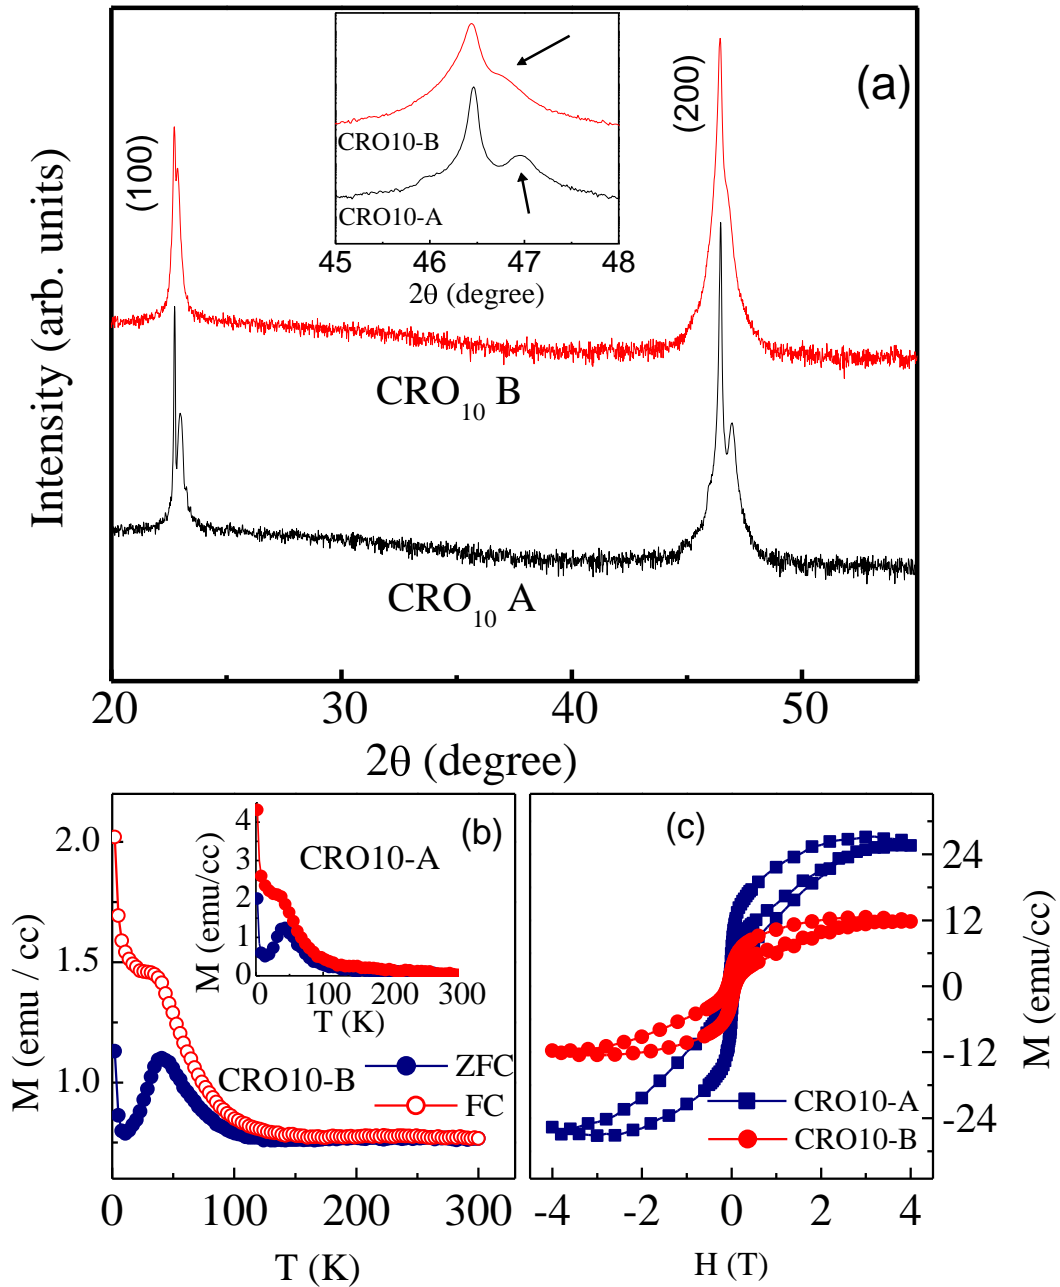 (a)
Intensity (arb. units)
(100)
(200)
CRO10-B
CRO10-A
45 46 47 48
2θ (degree)
CRO₁₀ B
CRO₁₀ A
20 30 40 50
2θ (degree)
(b)
M (emu / cc)
2.0
1.5
1.0
CRO10-A
M (emu/cc)
4
3
2
1
0
0 100 200 300
T (K)
CRO10-B
ZFC
FC
0 100 200 300
T (K)
(c)
24
12
0
-12
-24
M (emu/cc)
CRO10-A
CRO10-B
-4 -2 0 2 4
H (T)